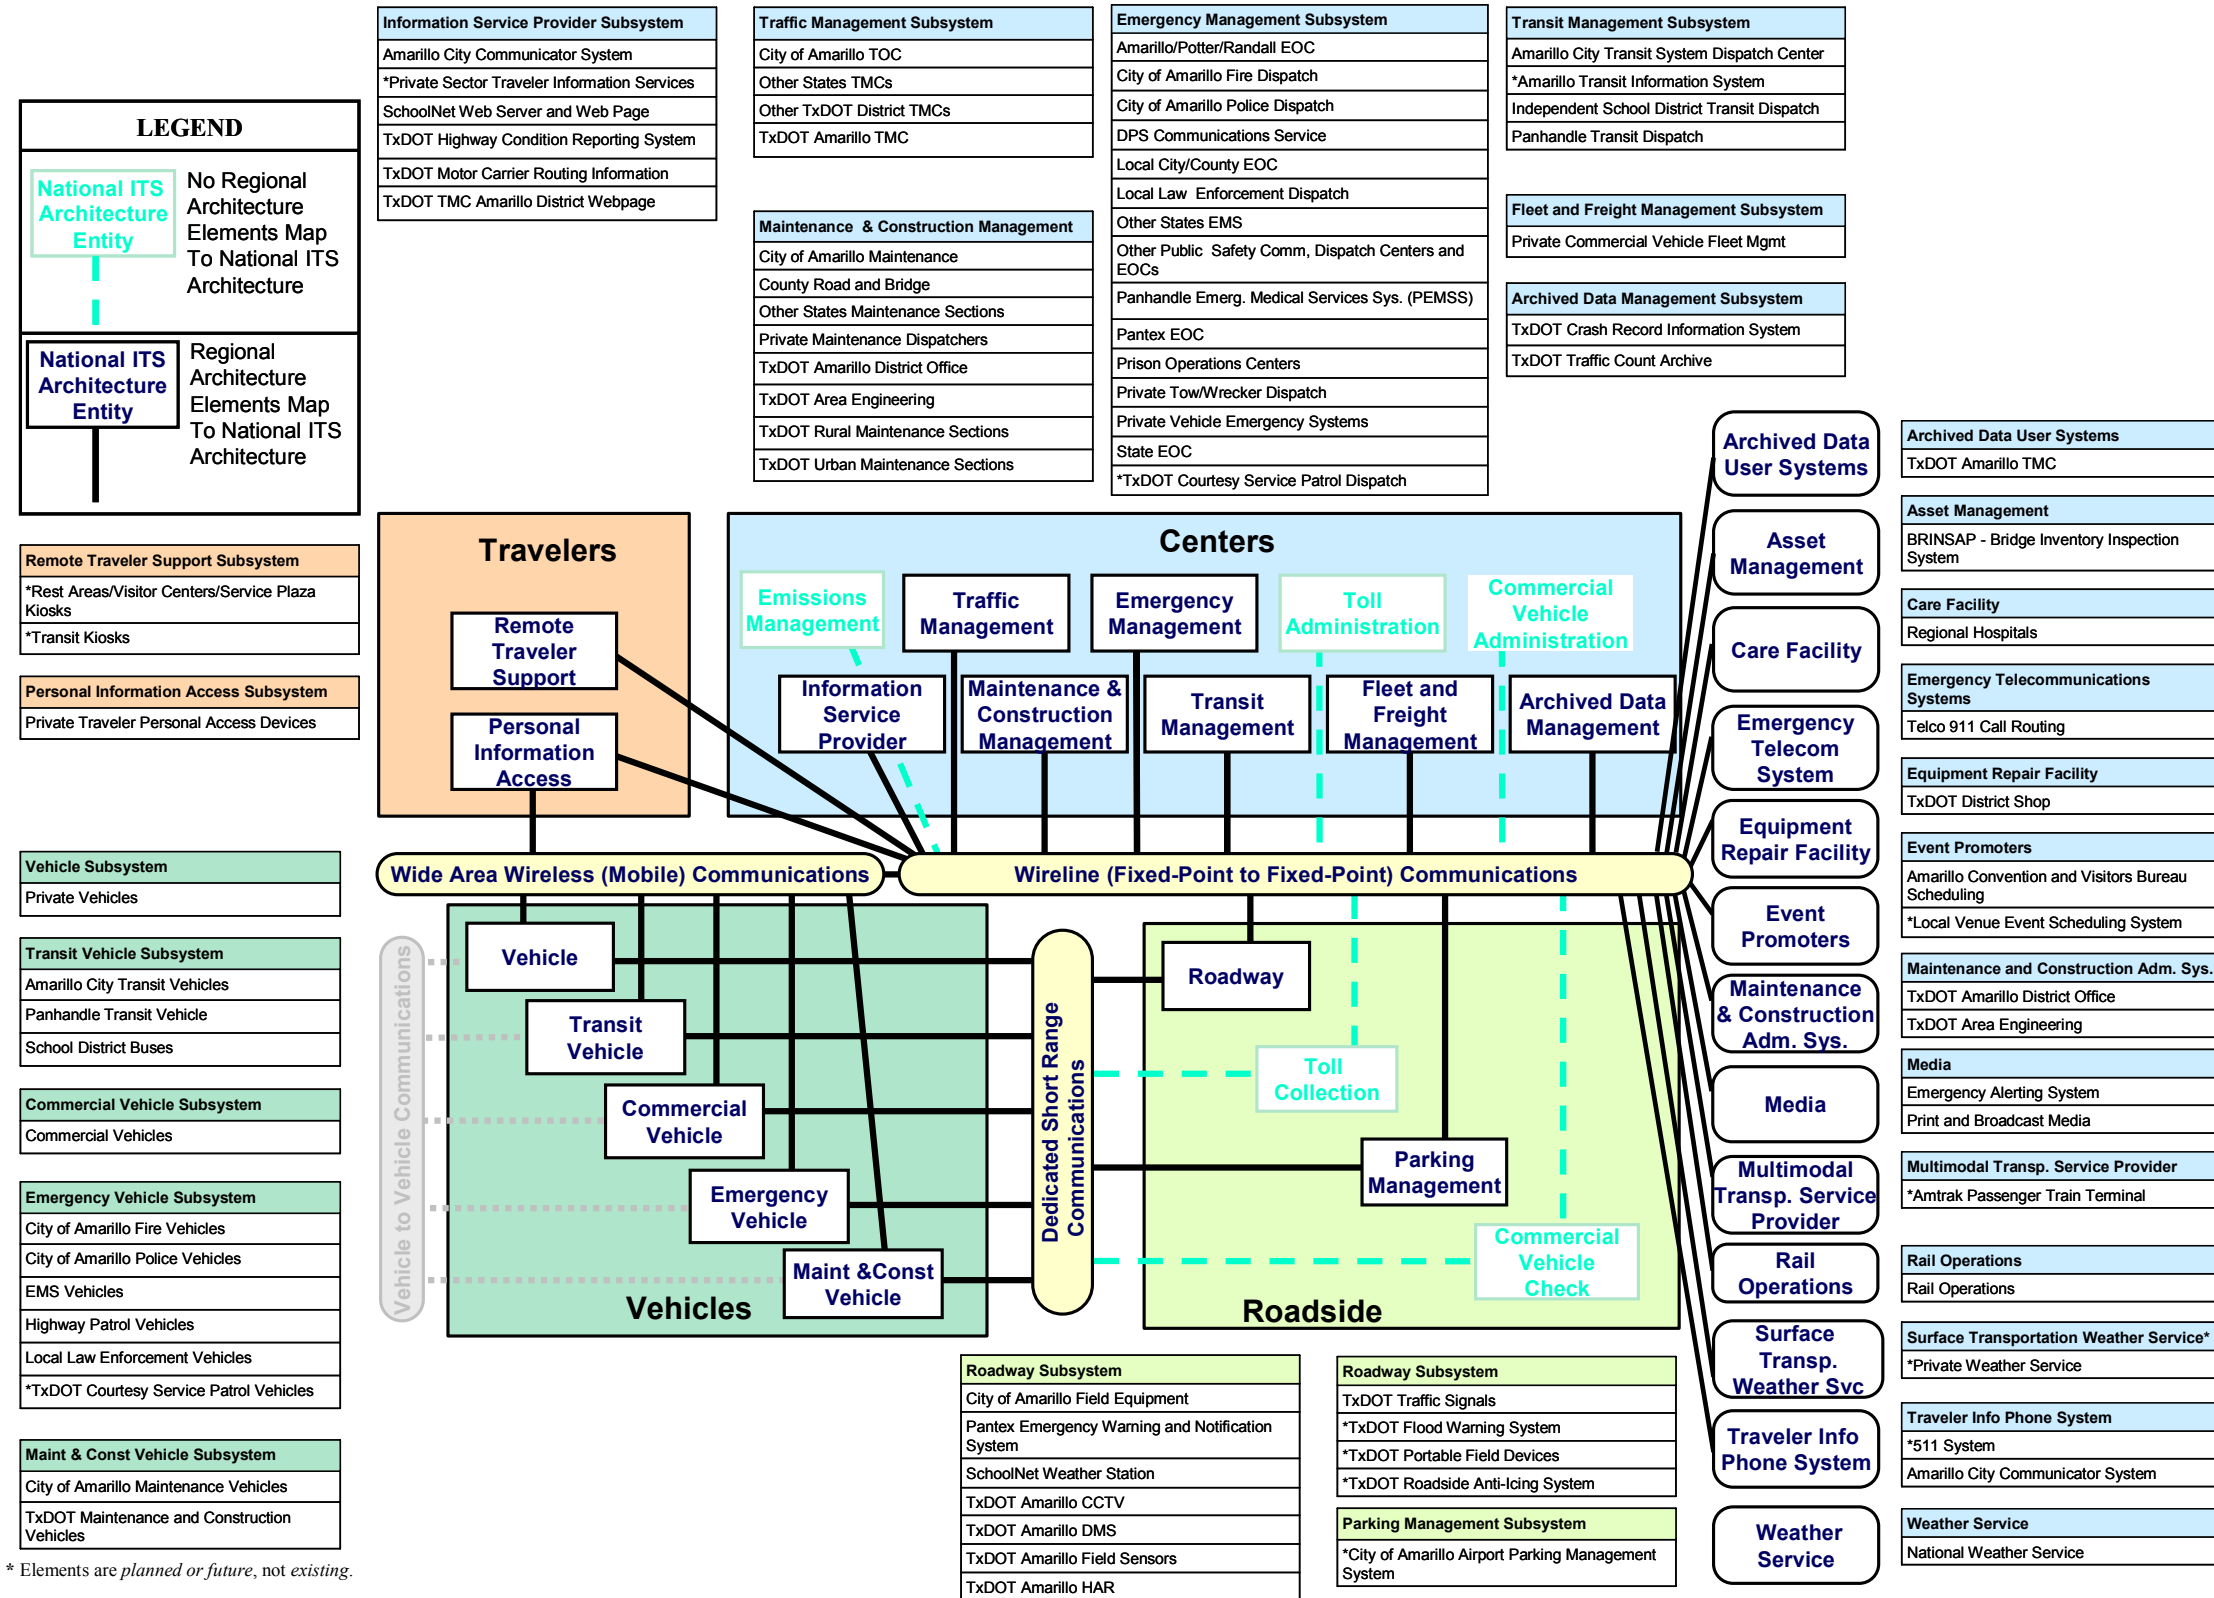 Information Service Provider Subsystem
Amarillo City Communicator System
*Private Sector Traveler Information Services
SchoolNet Web Server and Web Page
TxDOT Highway Condition Reporting System
TxDOT Motor Carrier Routing Information
TxDOT TMC Amarillo District Webpage
Traffic Management Subsystem
City of Amarillo TOC
Other States TMCs
Other TxDOT District TMCs
TxDOT Amarillo TMC
Maintenance & Construction Management
City of Amarillo Maintenance
County Road and Bridge
Other States Maintenance Sections
Private Maintenance Dispatchers
TxDOT Amarillo District Office
TxDOT Area Engineering
TxDOT Rural Maintenance Sections
TxDOT Urban Maintenance Sections
Emergency Management Subsystem
Amarillo/Potter/Randall EOC
City of Amarillo Fire Dispatch
City of Amarillo Police Dispatch
DPS Communications Service
Local City/County EOC
Local Law Enforcement Dispatch
Other States EMS
Other Public Safety Comm, Dispatch Centers and
EOCs
Panhandle Emerg. Medical Services Sys. (PEMSS)
Pantex EOC
Prison Operations Centers
Private Tow/Wrecker Dispatch
Private Vehicle Emergency Systems
State EOC
*TxDOT Courtesy Service Patrol Dispatch
Transit Management Subsystem
Amarillo City Transit System Dispatch Center
*Amarillo Transit Information System
Independent School District Transit Dispatch
Panhandle Transit Dispatch
Fleet and Freight Management Subsystem
Private Commercial Vehicle Fleet Mgmt
Archived Data Management Subsystem
TxDOT Crash Record Information System
TxDOT Traffic Count Archive
LEGEND
National ITS
Architecture
Entity
No Regional
Architecture
Elements Map
To National ITS
Architecture
National ITS
Architecture
Entity
Regional
Architecture
Elements Map
To National ITS
Architecture
Remote Traveler Support Subsystem
*Rest Areas/Visitor Centers/Service Plaza
Kiosks
*Transit Kiosks
Personal Information Access Subsystem
Private Traveler Personal Access Devices
Vehicle Subsystem
Private Vehicles
Transit Vehicle Subsystem
Amarillo City Transit Vehicles
Panhandle Transit Vehicle
School District Buses
Commercial Vehicle Subsystem
Commercial Vehicles
Emergency Vehicle Subsystem
City of Amarillo Fire Vehicles
City of Amarillo Police Vehicles
EMS Vehicles
Highway Patrol Vehicles
Local Law Enforcement Vehicles
*TxDOT Courtesy Service Patrol Vehicles
Maint & Const Vehicle Subsystem
City of Amarillo Maintenance Vehicles
TxDOT Maintenance and Construction
Vehicles
* Elements are planned or future, not existing.
Travelers
Remote
Traveler
Support
Personal
Information
Access
Centers
Emissions
Management
Traffic
Management
Emergency
Management
Toll
Administration
Commercial
Vehicle
Administration
Information
Service
Provider
Maintenance &
Construction
Management
Transit
Management
Fleet and
Freight
Management
Archived Data
Management
Wide Area Wireless (Mobile) Communications
Wireline (Fixed-Point to Fixed-Point) Communications
Vehicle to Vehicle Communications
Vehicle
Transit
Vehicle
Commercial
Vehicle
Emergency
Vehicle
Maint &Const
Vehicle
Vehicles
Dedicated Short Range
Communications
Roadway
Toll
Collection
Parking
Management
Commercial
Vehicle
Check
Roadside
Roadway Subsystem
City of Amarillo Field Equipment
Pantex Emergency Warning and Notification
System
SchoolNet Weather Station
TxDOT Amarillo CCTV
TxDOT Amarillo DMS
TxDOT Amarillo Field Sensors
TxDOT Amarillo HAR
Roadway Subsystem
TxDOT Traffic Signals
*TxDOT Flood Warning System
*TxDOT Portable Field Devices
*TxDOT Roadside Anti-Icing System
Parking Management Subsystem
*City of Amarillo Airport Parking Management
System
Archived Data
User Systems
Asset
Management
Care Facility
Emergency
Telecom
System
Equipment
Repair Facility
Event
Promoters
Maintenance
& Construction
Adm. Sys.
Media
Multimodal
Transp. Service
Provider
Rail
Operations
Surface
Transp.
Weather Svc
Traveler Info
Phone System
Weather
Service
Archived Data User Systems
TxDOT Amarillo TMC
Asset Management
BRINSAP - Bridge Inventory Inspection
System
Care Facility
Regional Hospitals
Emergency Telecommunications
Systems
Telco 911 Call Routing
Equipment Repair Facility
TxDOT District Shop
Event Promoters
Amarillo Convention and Visitors Bureau
Scheduling
*Local Venue Event Scheduling System
Maintenance and Construction Adm. Sys.
TxDOT Amarillo District Office
TxDOT Area Engineering
Media
Emergency Alerting System
Print and Broadcast Media
Multimodal Transp. Service Provider
*Amtrak Passenger Train Terminal
Rail Operations
Rail Operations
Surface Transportation Weather Service*
*Private Weather Service
Traveler Info Phone System
*511 System
Amarillo City Communicator System
Weather Service
National Weather Service